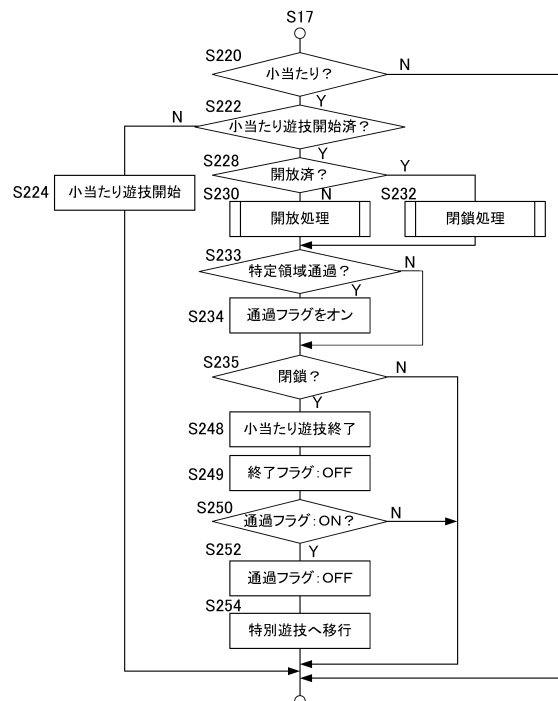 S17
S220
小当たり?
N
Y
S222
小当たり遊技開始済?
N
Y
S224
小当たり遊技開始
S228
開放済?
Y
N
S230
開放処理
S232
閉鎖処理
S233
特定領域通過?
N
Y
S234
通過フラグをオン
S235
閉鎖?
N
Y
S248
小当たり遊技終了
S249
終了フラグ:OFF
S250
通過フラグ:ON?
N
Y
S252
通過フラグ:OFF
S254
特別遊技へ移行